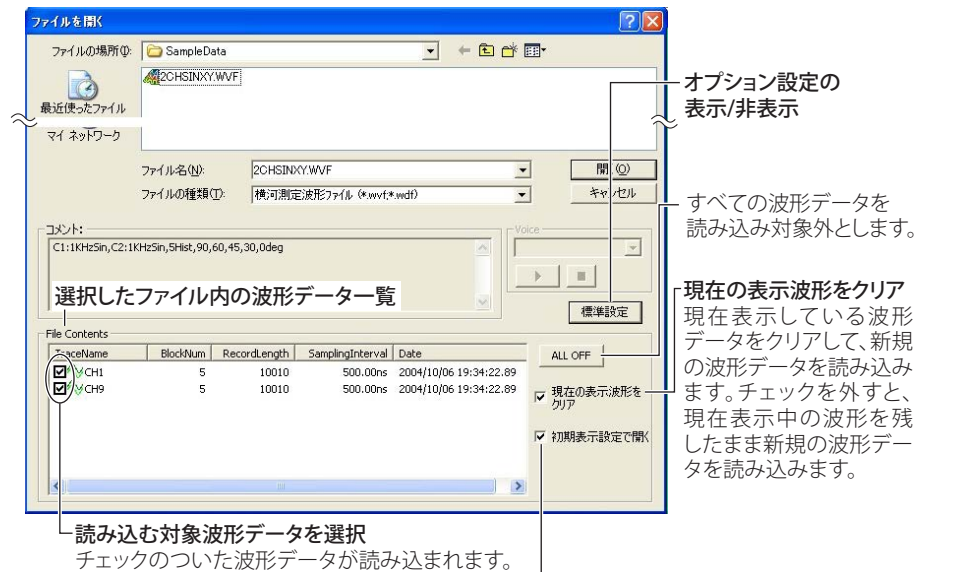 ファイルを開く
ファイルの場所(I):
SampleData
2CHSINXY.WVF
最近使ったファイル
マイ ネットワーク
オプション設定の
表示/非表示
ファイル名(N):
2CHSINXY.WVF
開く(O)
ファイルの種類(T):
横河測定波形ファイル (*.wvf;*.wdf)
キャンセル
すべての波形データを
読み込み対象外とします。
コメント:
C1:1KHzSin,C2:1KHzSin,5Hist,90,60,45,30,0deg
Voice
標準設定
選択したファイル内の波形データ一覧
File Contents
TraceName BlockNum RecordLength SamplingInterval Date
CH1 5 10010 500.00ns 2004/10/06 19:34:22.89
CH9 5 10010 500.00ns 2004/10/06 19:34:22.89
ALL OFF
現在の表示波形を
クリア
初期表示設定で開く
現在の表示波形をクリア
現在表示している波形
データをクリアして、新規
の波形データを読み込み
ます。チェックを外すと、
現在表示中の波形を残
したまま新規の波形デー
タを読み込みます。
読み込む対象波形データを選択
チェックのついた波形データが読み込まれます。